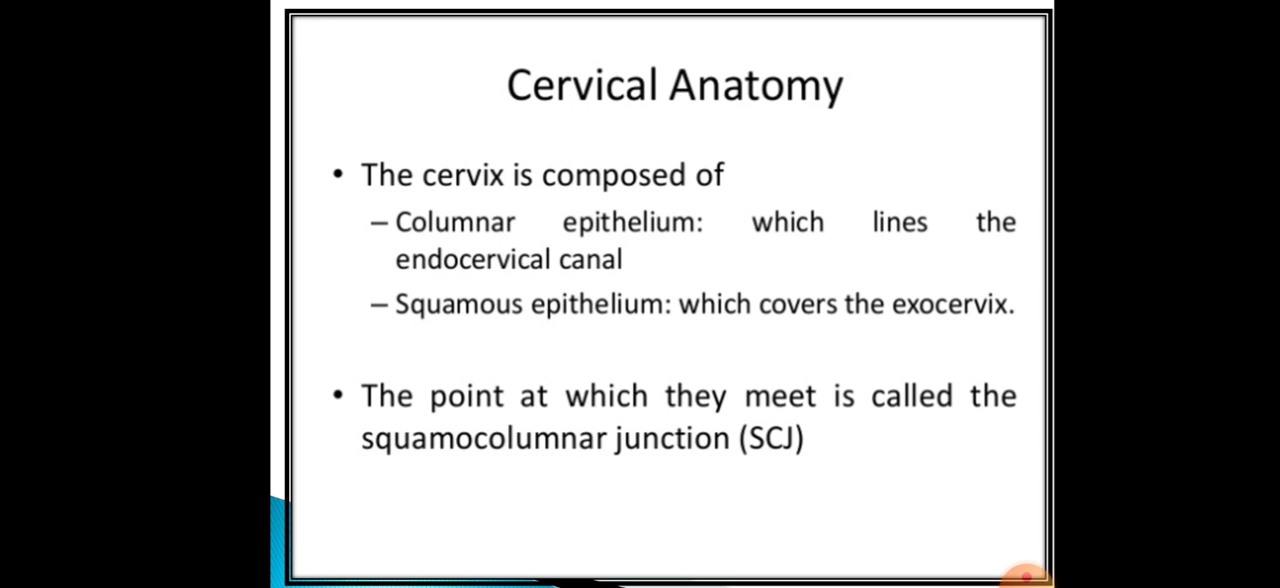 Cervical Anatomy
• The cervix is composed of
– Columnar epithelium: which lines the
endocervical canal
– Squamous epithelium: which covers the exocervix.
• The point at which they meet is called the
squamocolumnar junction (SCJ)